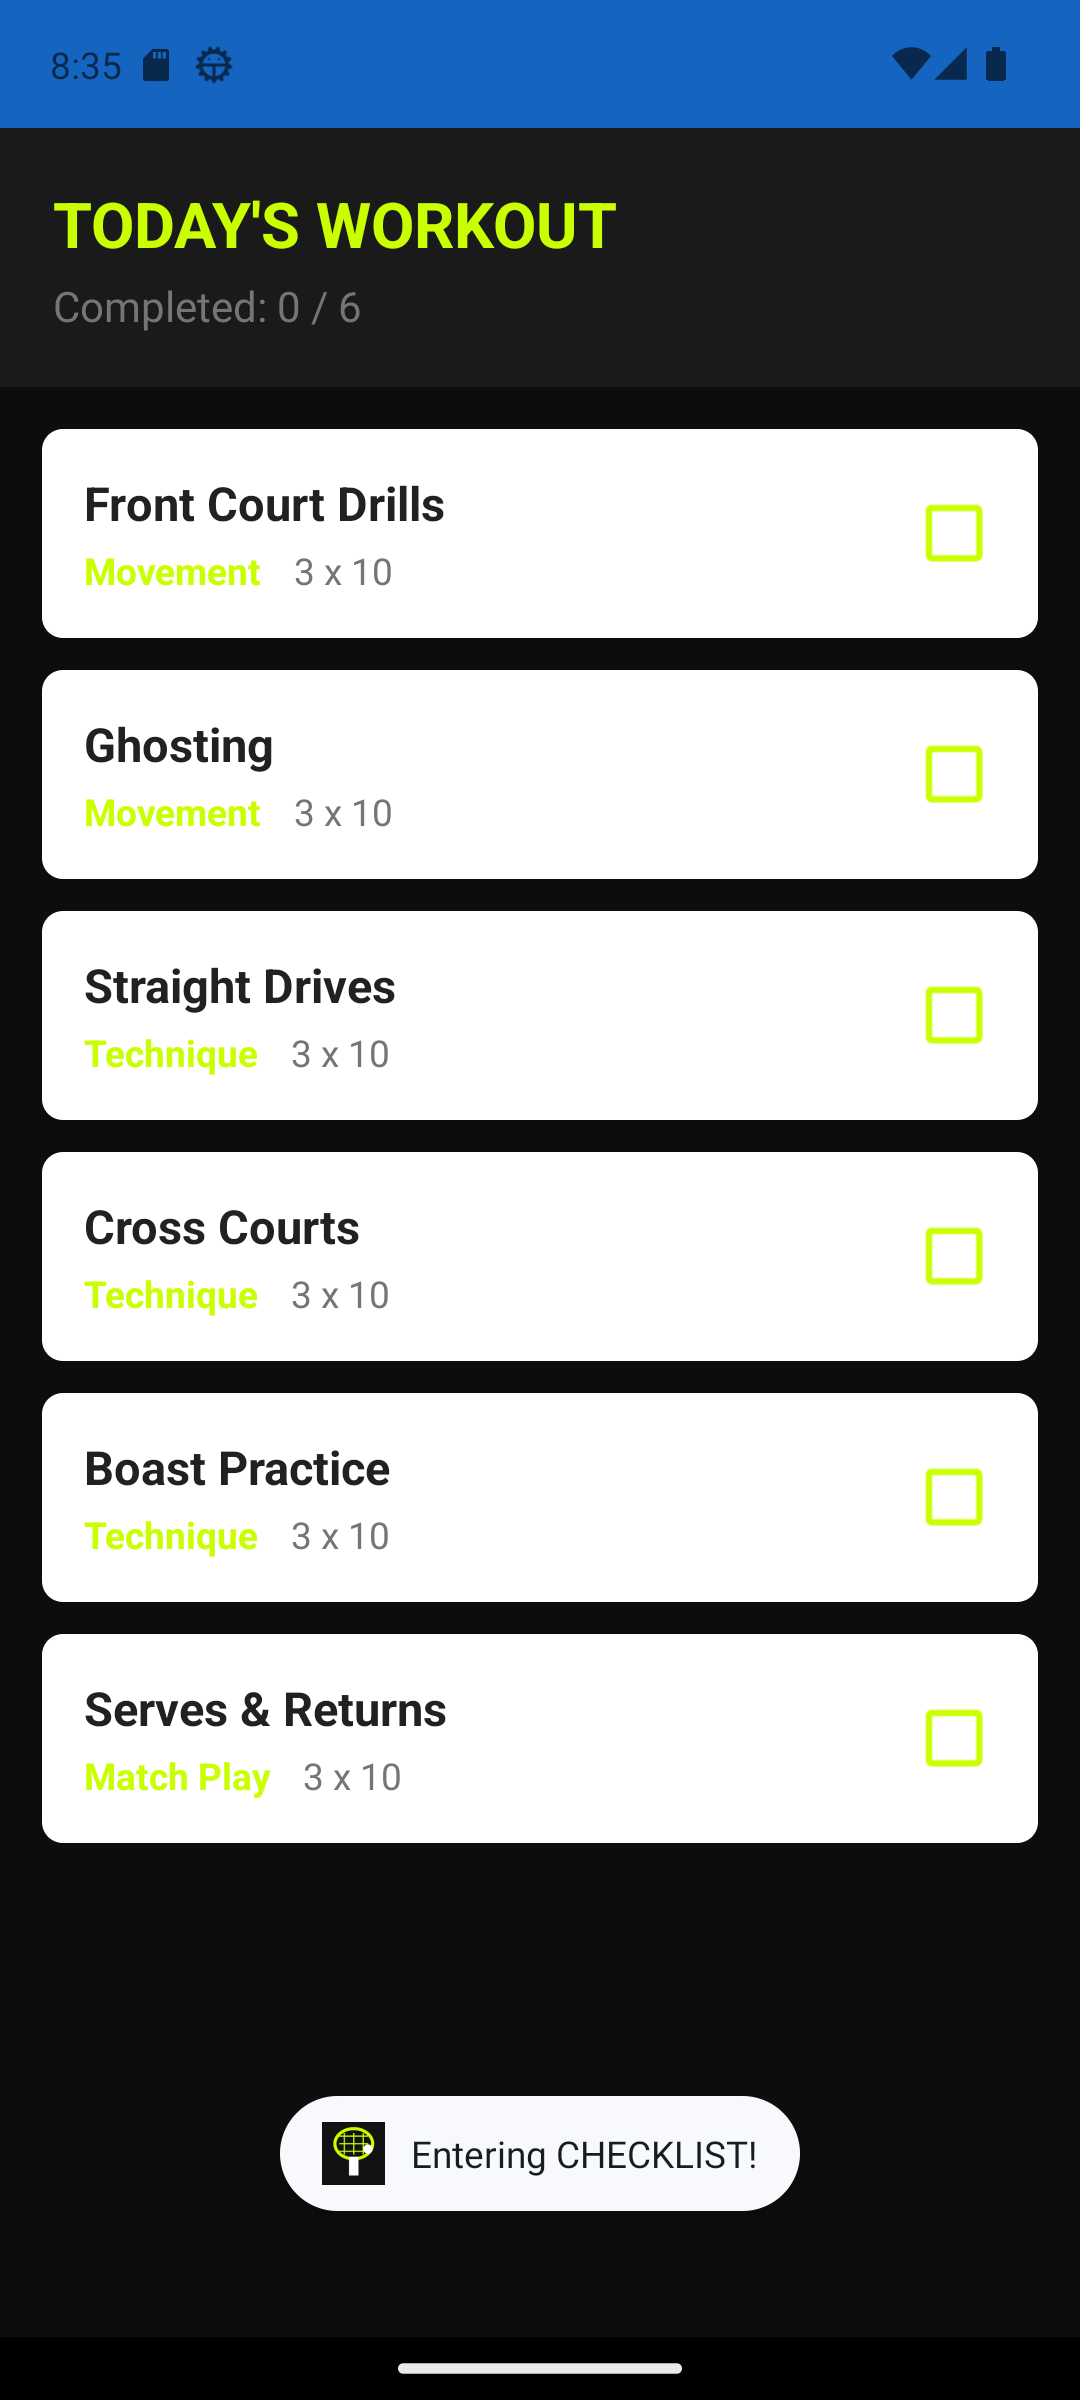 8:35
TODAY'S WORKOUT
Completed: 0 / 6
Front Court Drills
Movement 3 x 10
Ghosting
Movement 3 x 10
Straight Drives
Technique 3 x 10
Cross Courts
Technique 3 x 10
Boast Practice
Technique 3 x 10
Serves & Returns
Match Play 3 x 10
Entering CHECKLIST!